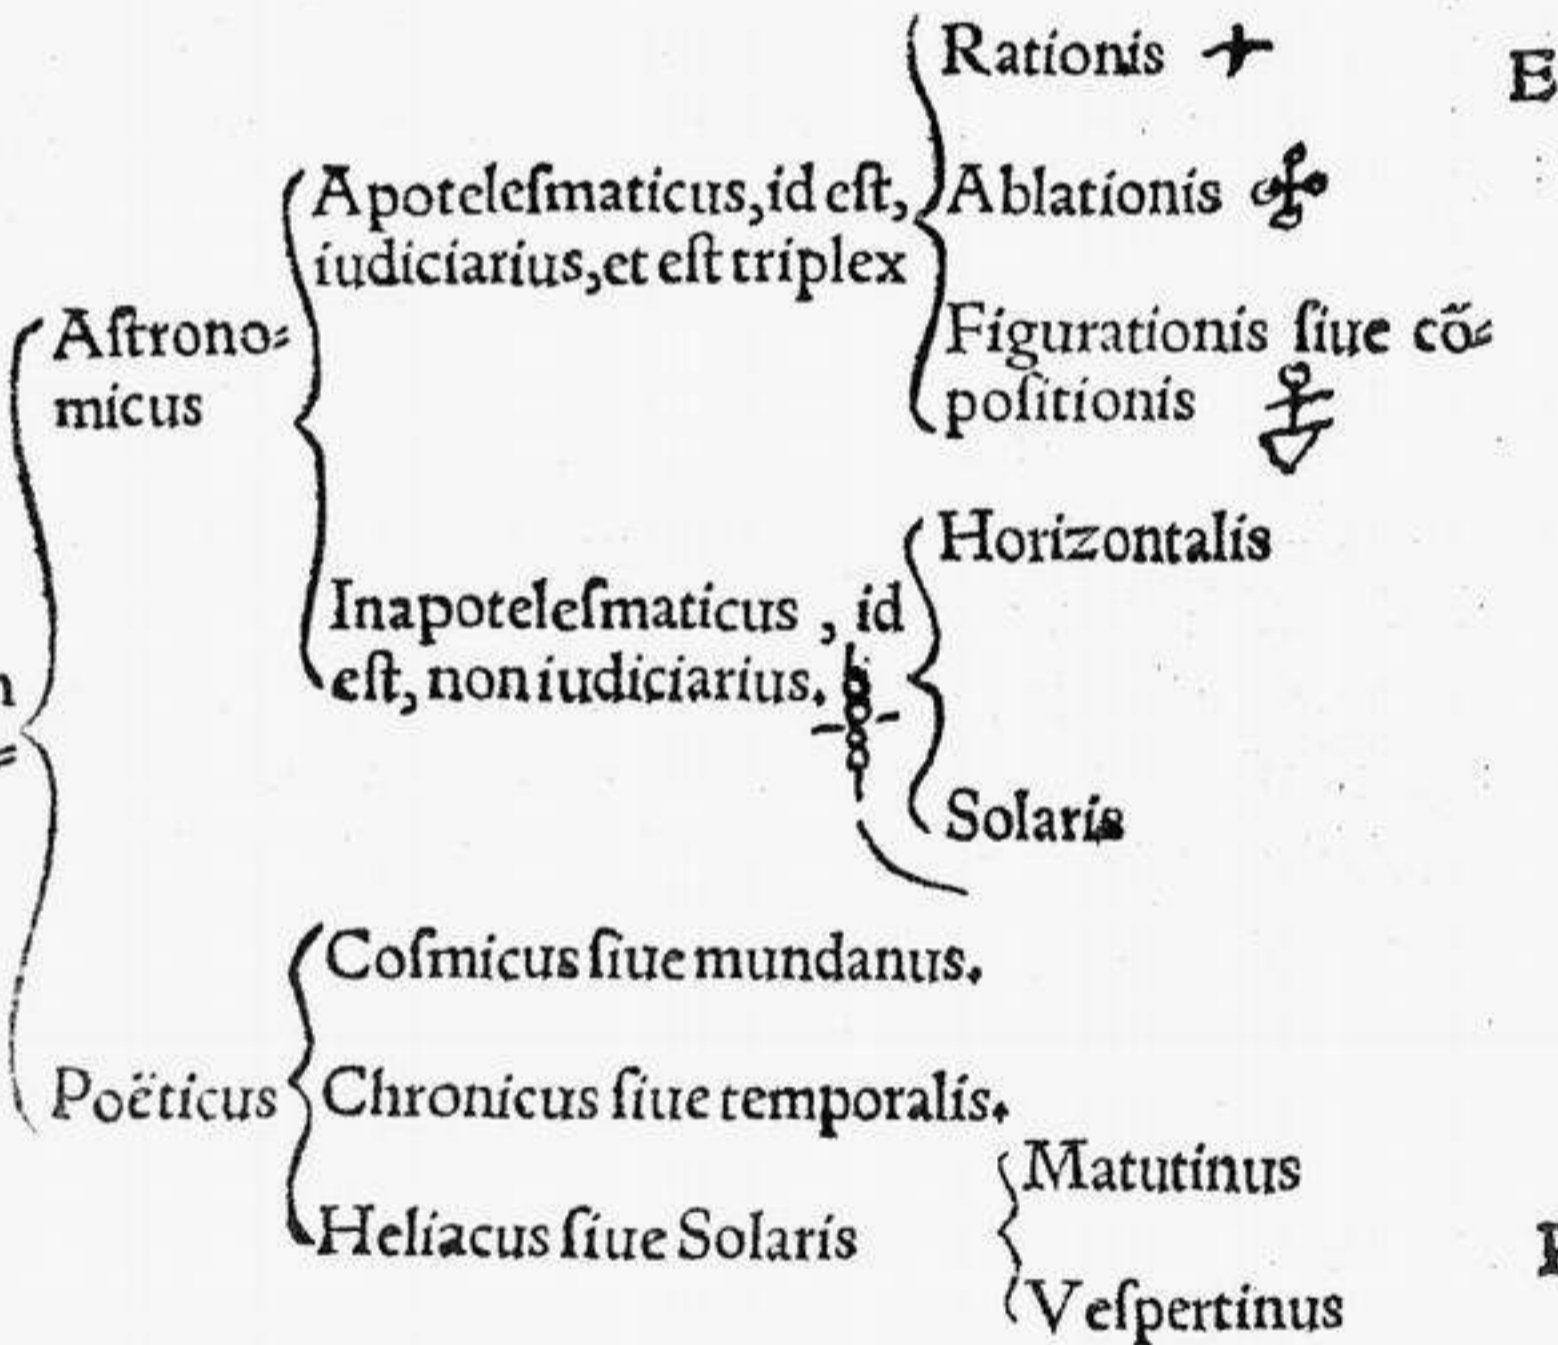 Rationis
Ablationis
Apoteleſmaticus, id eſt,
iudiciarius, et eſt triplex
Figurationis ſiue cō⸗
poſitionis
Aſtrono⸗
micus
Horizontalis
Inapoteleſmaticus, id
eſt, non iudiciarius.
Solaris
Coſmicus ſiue mundanus.
Poëticus
Chronicus ſiue temporalis.
Heliacus ſiue Solaris
Matutinus
Veſpertinus